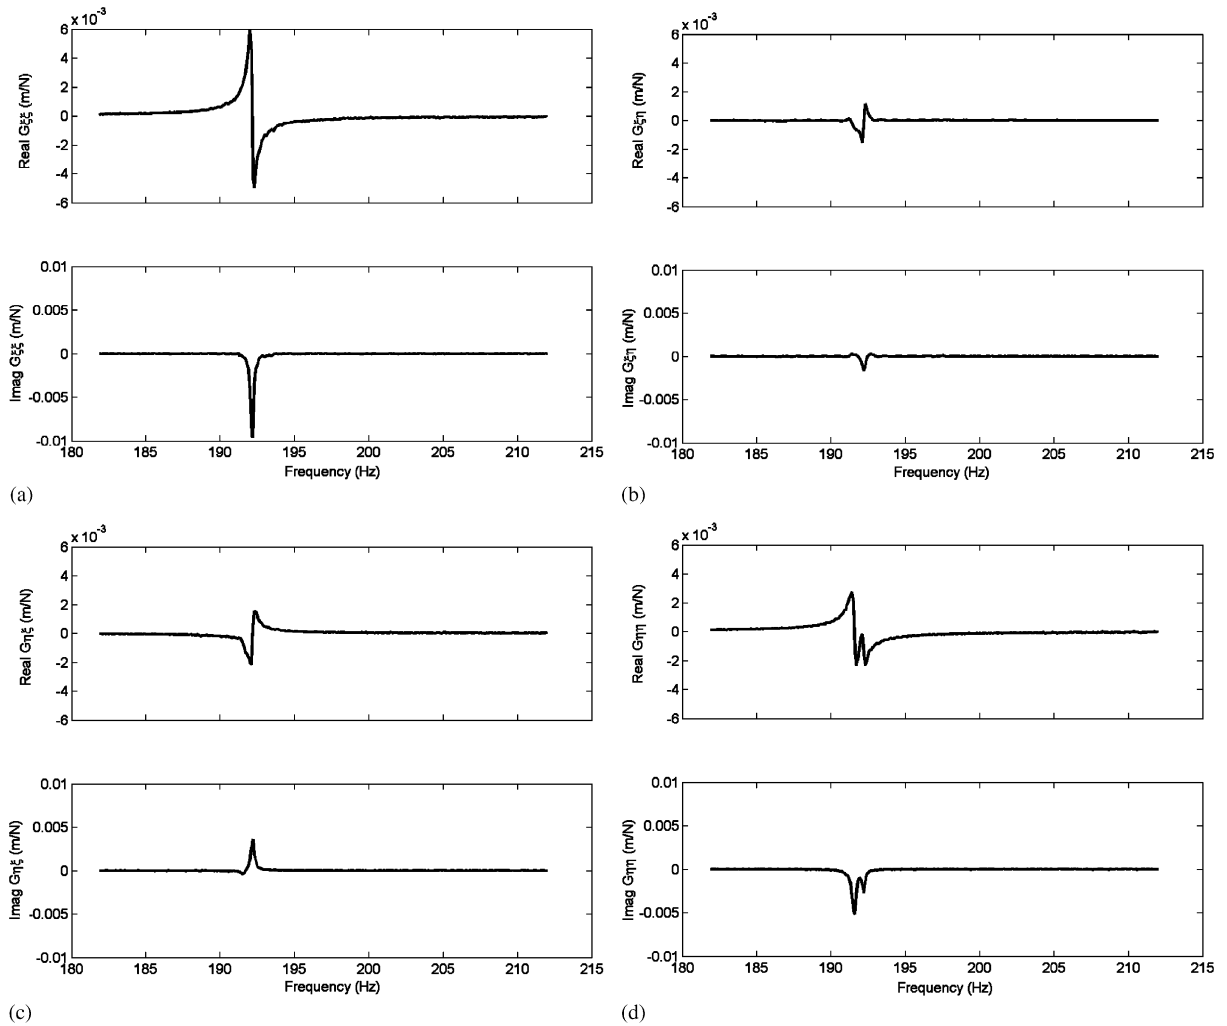 x 10⁻³
6
4
2
0
-2
-4
-6
Real Gξξ (m/N)
0.01
0.005
0
-0.005
-0.01
Imag Gξξ (m/N)
180 185 190 195 200 205 210 215
Frequency (Hz)
(a)
x 10⁻³
6
4
2
0
-2
-4
-6
Real Gξη (m/N)
0.01
0.005
0
-0.005
-0.01
Imag Gξη (m/N)
180 185 190 195 200 205 210 215
Frequency (Hz)
(b)
x 10⁻³
6
4
2
0
-2
-4
-6
Real Gηξ (m/N)
0.01
0.005
0
-0.005
-0.01
Imag Gηξ (m/N)
180 185 190 195 200 205 210 215
Frequency (Hz)
(c)
x 10⁻³
6
4
2
0
-2
-4
-6
Real Gηη (m/N)
0.01
0.005
0
-0.005
-0.01
Imag Gηη (m/N)
180 185 190 195 200 205 210 215
Frequency (Hz)
(d)